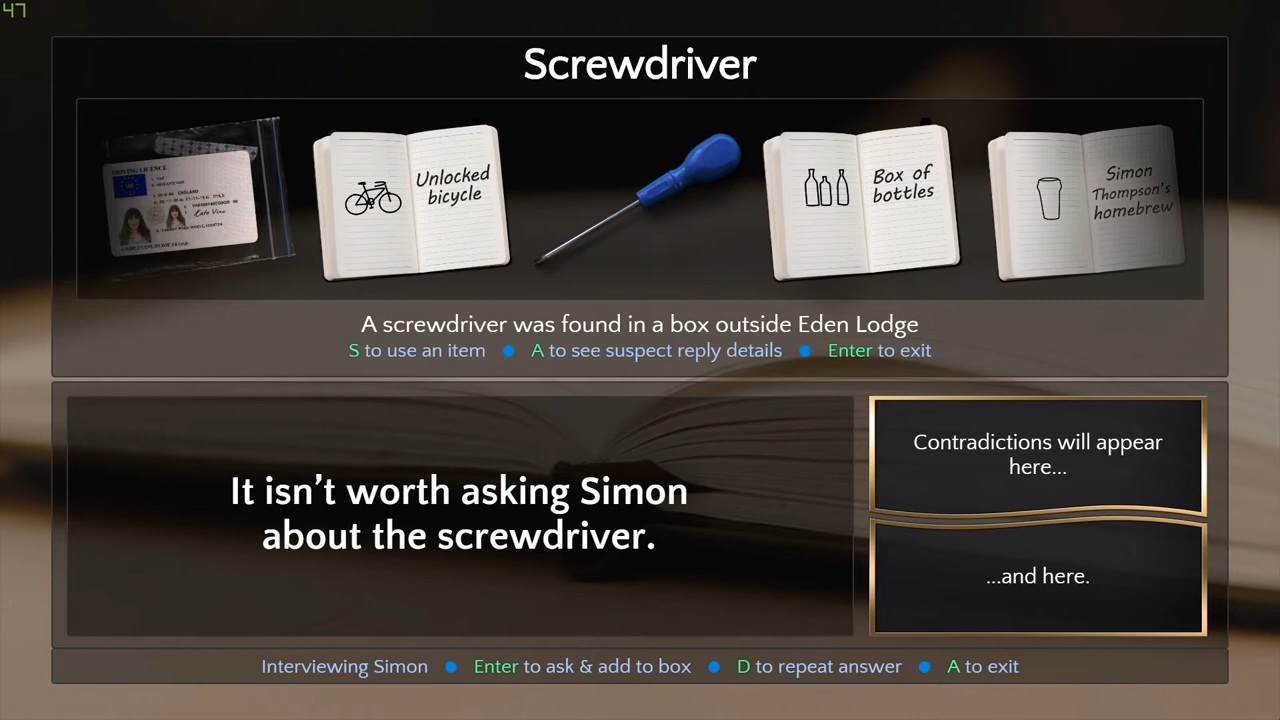 47
Screwdriver
DRIVING LICENCE
Unlocked
bicycle
Box of
bottles
Simon
Thompson's
homebrew
A screwdriver was found in a box outside Eden Lodge
S to use an item A to see suspect reply details Enter to exit
It isn't worth asking Simon
about the screwdriver.
Contradictions will appear
here...
...and here.
Interviewing Simon Enter to ask & add to box D to repeat answer A to exit